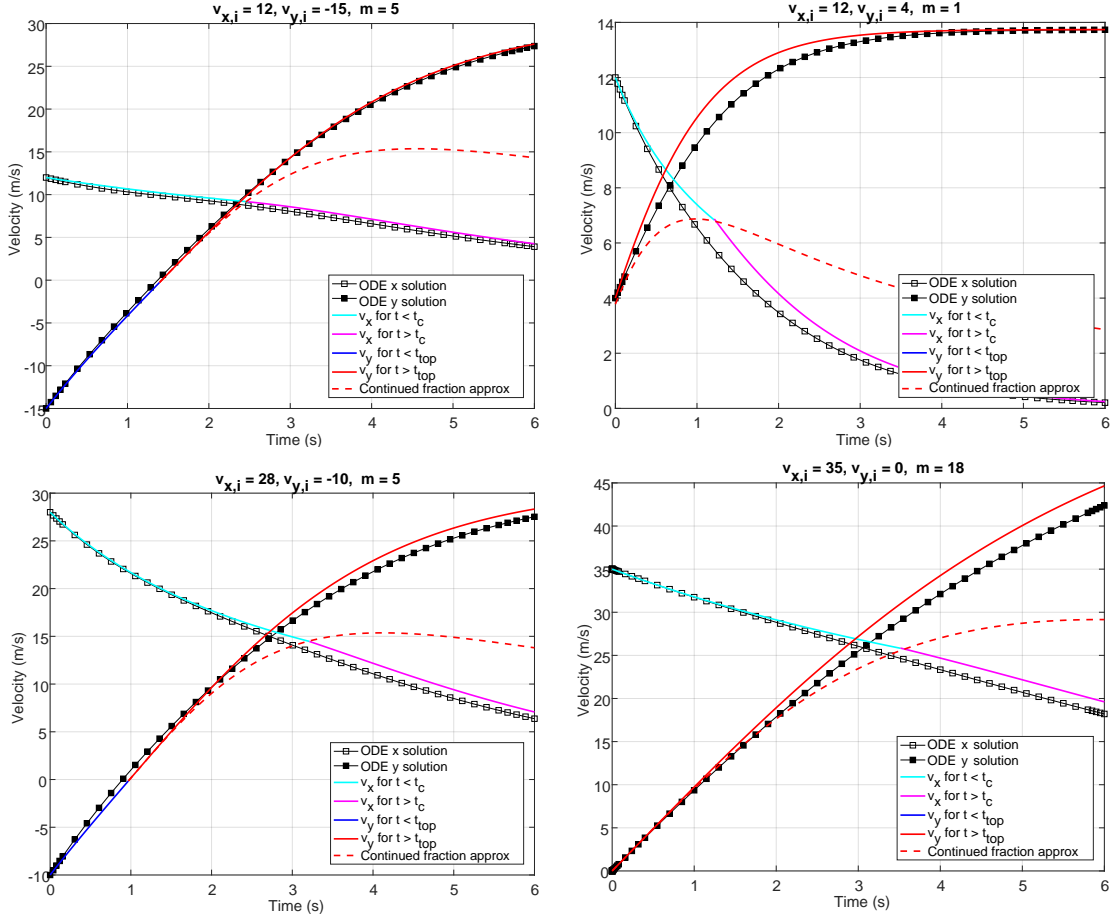 v_x,i = 12, v_y,i = -15,  m = 5
30
25
20
15
10
5
0
-5
-10
-15
Velocity (m/s)
0 1 2 3 4 5 6
Time (s)
ODE x solution
ODE y solution
v_x for t < t_c
v_x for t > t_c
v_y for t < t_top
v_y for t > t_top
Continued fraction approx
v_x,i = 12, v_y,i = 4,  m = 1
14
12
10
8
6
4
2
0
Velocity (m/s)
0 1 2 3 4 5 6
Time (s)
ODE x solution
ODE y solution
v_x for t < t_c
v_x for t > t_c
v_y for t < t_top
v_y for t > t_top
Continued fraction approx
v_x,i = 28, v_y,i = -10,  m = 5
30
25
20
15
10
5
0
-5
-10
Velocity (m/s)
0 1 2 3 4 5 6
Time (s)
ODE x solution
ODE y solution
v_x for t < t_c
v_x for t > t_c
v_y for t < t_top
v_y for t > t_top
Continued fraction approx
v_x,i = 35, v_y,i = 0,  m = 18
45
40
35
30
25
20
15
10
5
0
Velocity (m/s)
0 1 2 3 4 5 6
Time (s)
ODE x solution
ODE y solution
v_x for t < t_c
v_x for t > t_c
v_y for t < t_top
v_y for t > t_top
Continued fraction approx